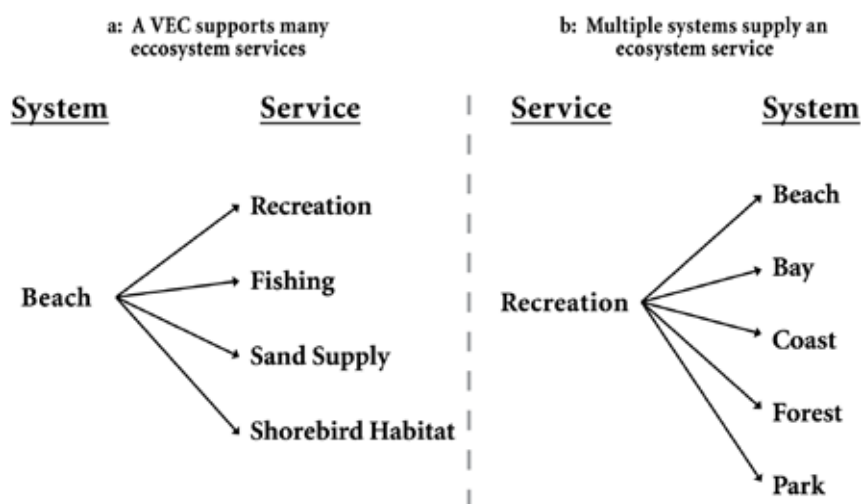 a: A VEC supports many
eccosystem services
System
Service
Beach
Recreation
Fishing
Sand Supply
Shorebird Habitat
b: Multiple systems supply an
ecosystem service
Service
System
Recreation
Beach
Bay
Coast
Forest
Park